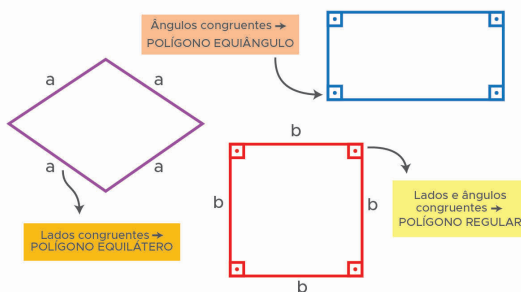 Ângulos congruentes →
POLÍGONO EQUIÂNGULO
a
a
a
a
Lados congruentes →
POLÍGONO EQUILÁTERO
b
b
b
b
Lados e ângulos
congruentes →
POLÍGONO REGULAR